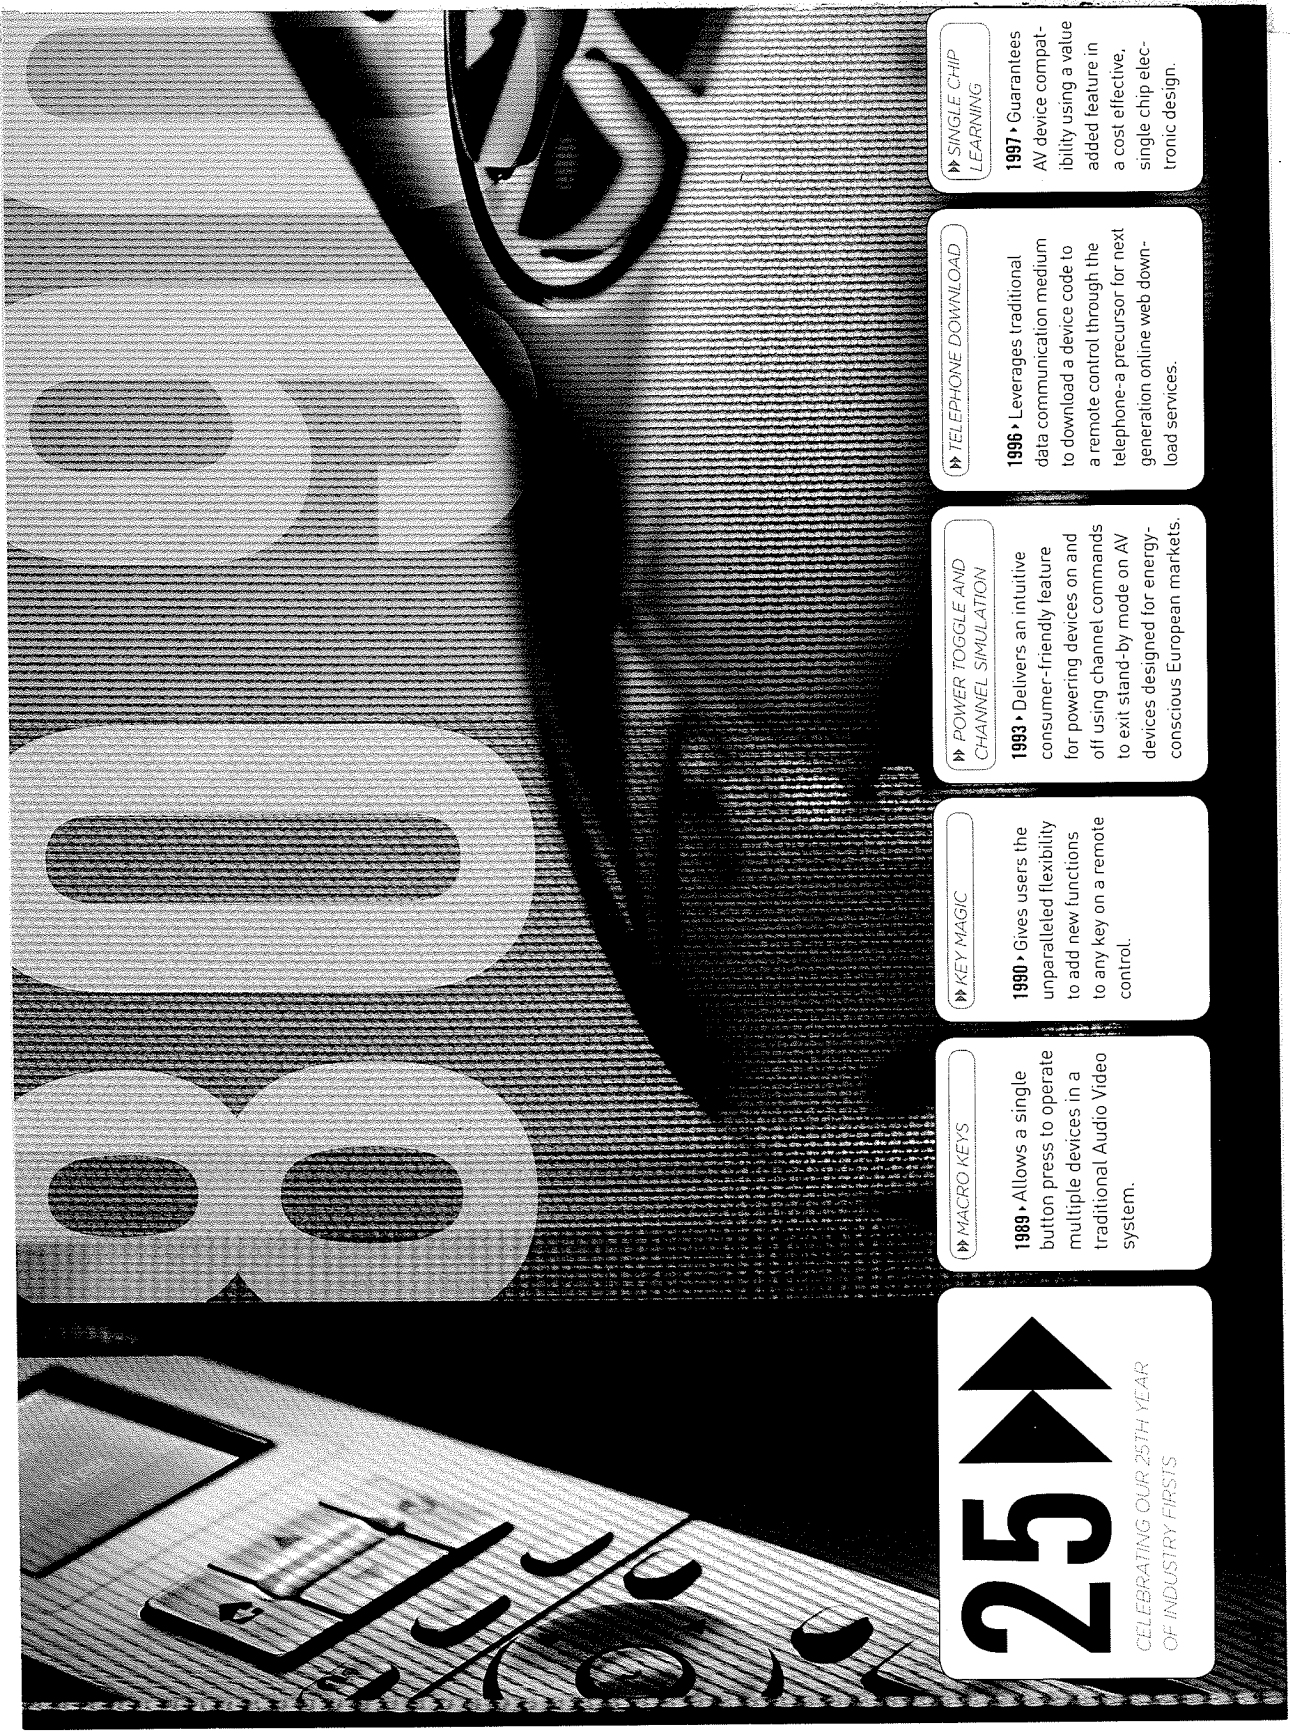 25
CELEBRATING OUR 25TH YEAR
OF INDUSTRY FIRSTS
MACRO KEYS
1989 ▸ Allows a single
button press to operate
multiple devices in a
traditional Audio Video
system.
KEY MAGIC
1990 ▸ Gives users the
unparalleled flexibility
to add new functions
to any key on a remote
control.
POWER TOGGLE AND
CHANNEL SIMULATION
1993 ▸ Delivers an intuitive
consumer-friendly feature
for powering devices on and
off using channel commands
to exit stand-by mode on AV
devices designed for energy-
conscious European markets.
TELEPHONE DOWNLOAD
1996 ▸ Leverages traditional
data communication medium
to download a device code to
a remote control through the
telephone-a precursor for next
generation online web down-
load services.
SINGLE CHIP
LEARNING
1997 ▸ Guarantees
AV device compat-
ibility using a value
added feature in
a cost effective,
single chip elec-
tronic design.